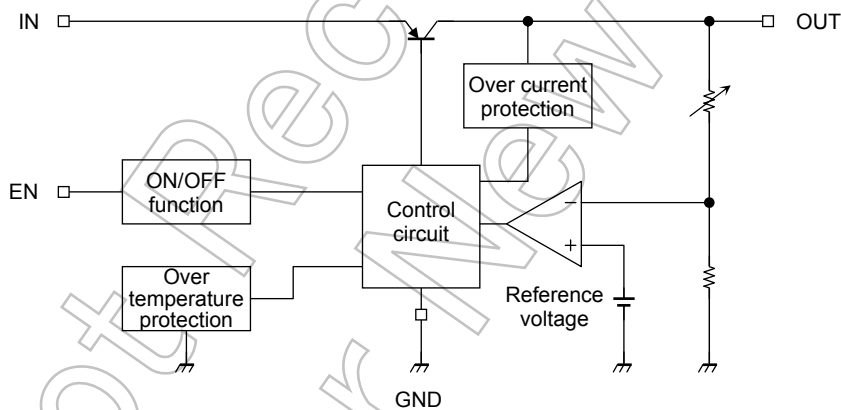 IN
OUT
Over current
protection
EN
ON/OFF
function
Control
circuit
−
+
Over
temperature
protection
Reference
voltage
GND